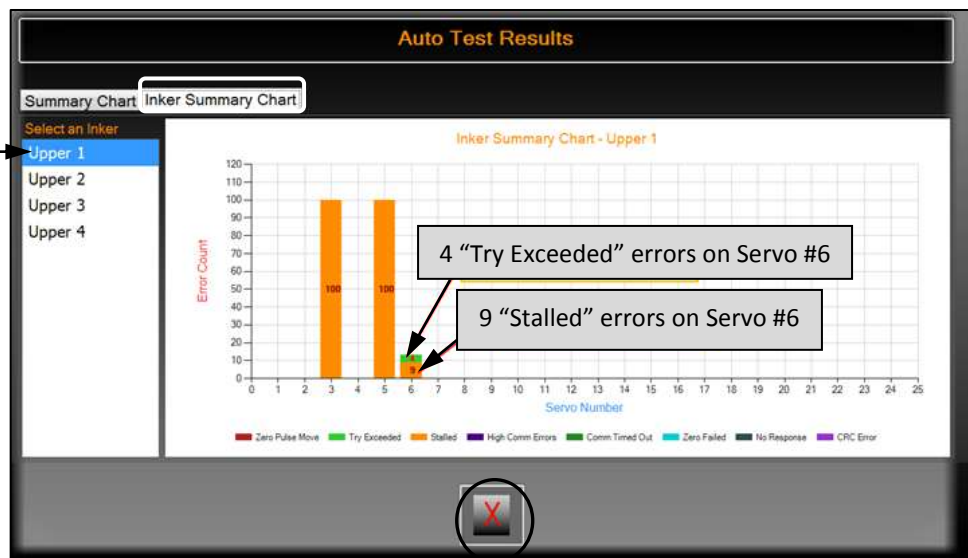 Auto Test Results
Summary Chart Inker Summary Chart
Select an Inker
Upper 1
Upper 2
Upper 3
Upper 4
Inker Summary Chart - Upper 1
Error Count
120
110
100
90
80
70
60
50
40
30
20
10
0
100 100
4
9
4 “Try Exceeded” errors on Servo #6
9 “Stalled” errors on Servo #6
0 1 2 3 4 5 6 7 8 9 10 11 12 13 14 15 16 17 18 19 20 21 22 23 24 25
Servo Number
Zero Pulse Move Try Exceeded Stalled High Comm Errors Comm Timed Out Zero Failed No Response CRC Error
X